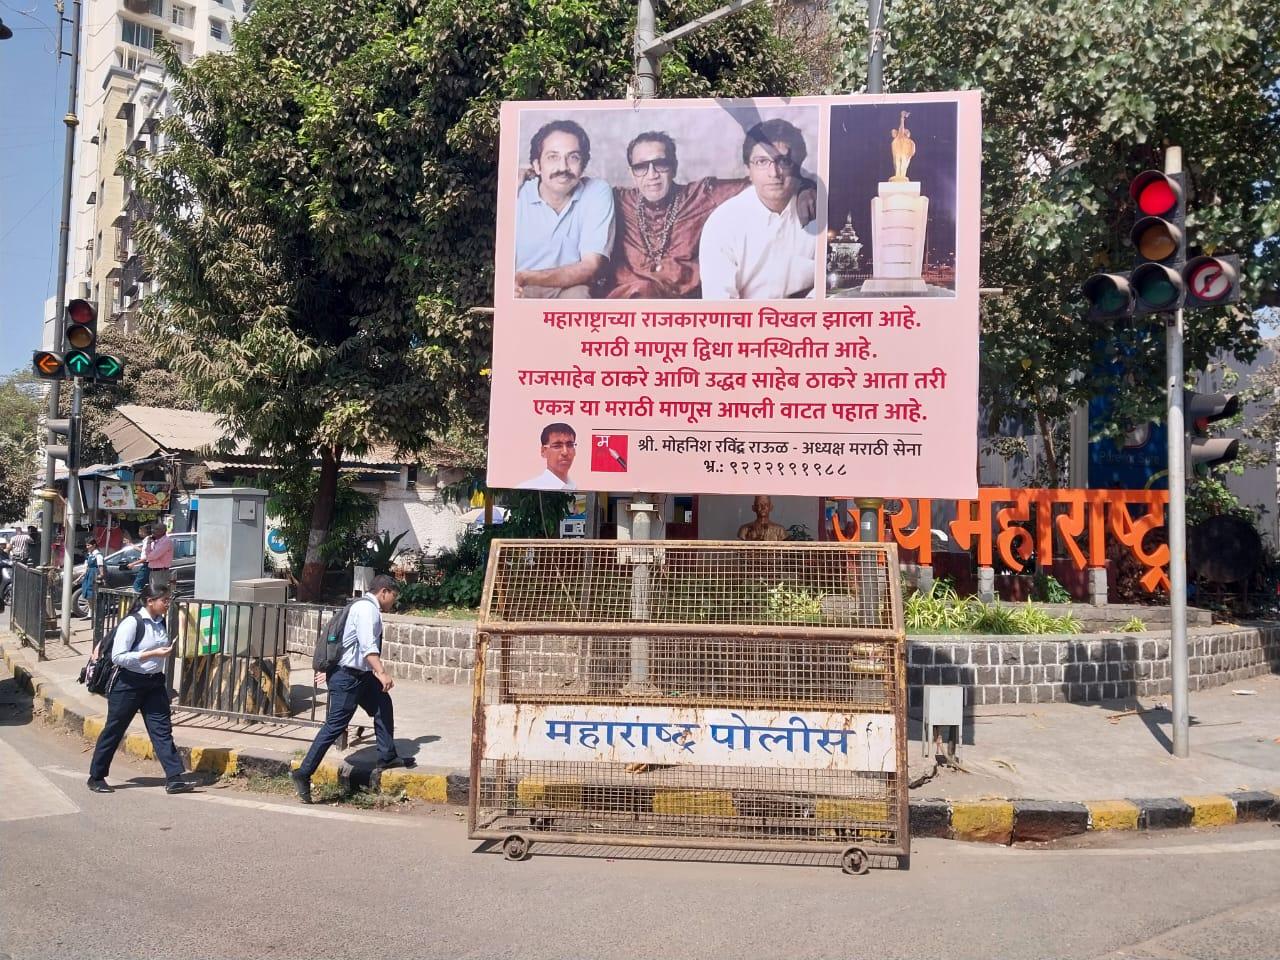 महाराष्ट्राच्या राजकारणाचा चिखल झाला आहे.
मराठी माणूस द्विधा मनस्थितीत आहे.
राजसाहेब ठाकरे आणि उद्धव साहेब ठाकरे आता तरी
एकत्र या मराठी माणूस आपली वाटत पहात आहे.
म
श्री. मोहनिश रविंद्र राऊळ - अध्यक्ष मराठी सेना
भ्र.: ९२२२१९१९८८
जय महाराष्ट्र
महाराष्ट्र पोलीस